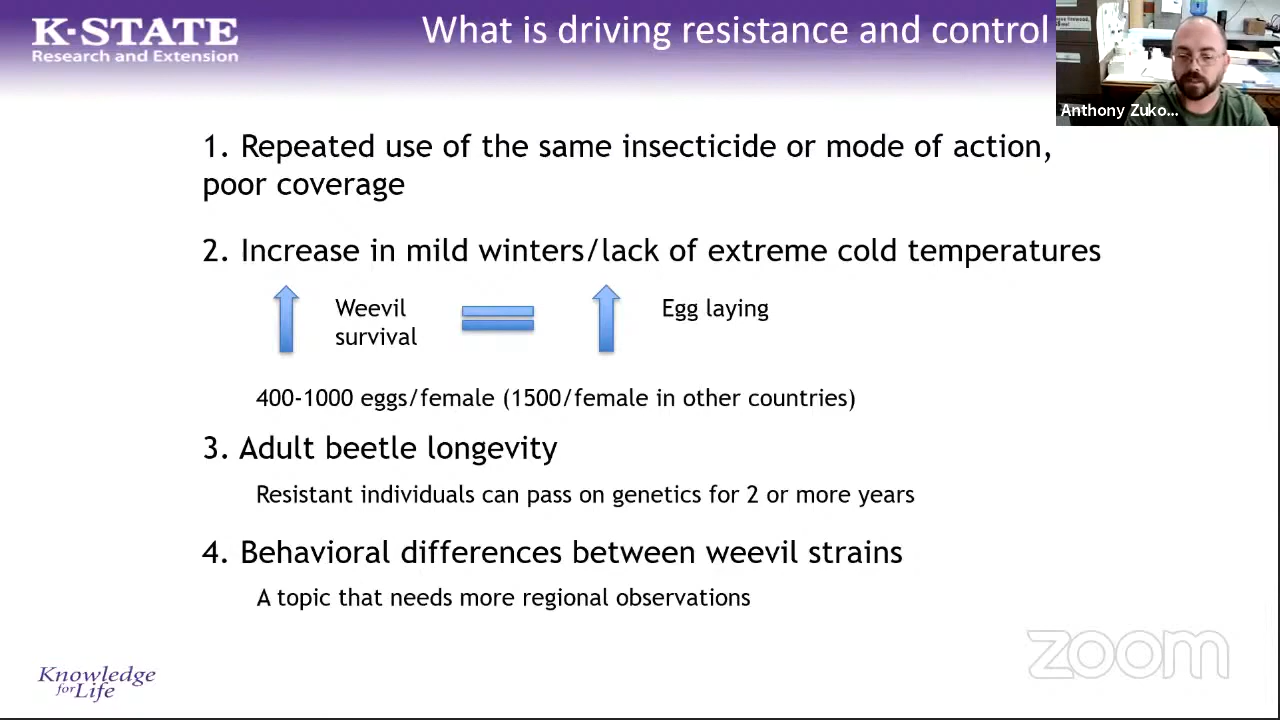 K-STATE
Research and Extension
What is driving resistance and control
Anthony Zuko...
1. Repeated use of the same insecticide or mode of action,
poor coverage
2. Increase in mild winters/lack of extreme cold temperatures
Weevil
survival
Egg laying
400-1000 eggs/female (1500/female in other countries)
3. Adult beetle longevity
Resistant individuals can pass on genetics for 2 or more years
4. Behavioral differences between weevil strains
A topic that needs more regional observations
zoom
Knowledge
for Life